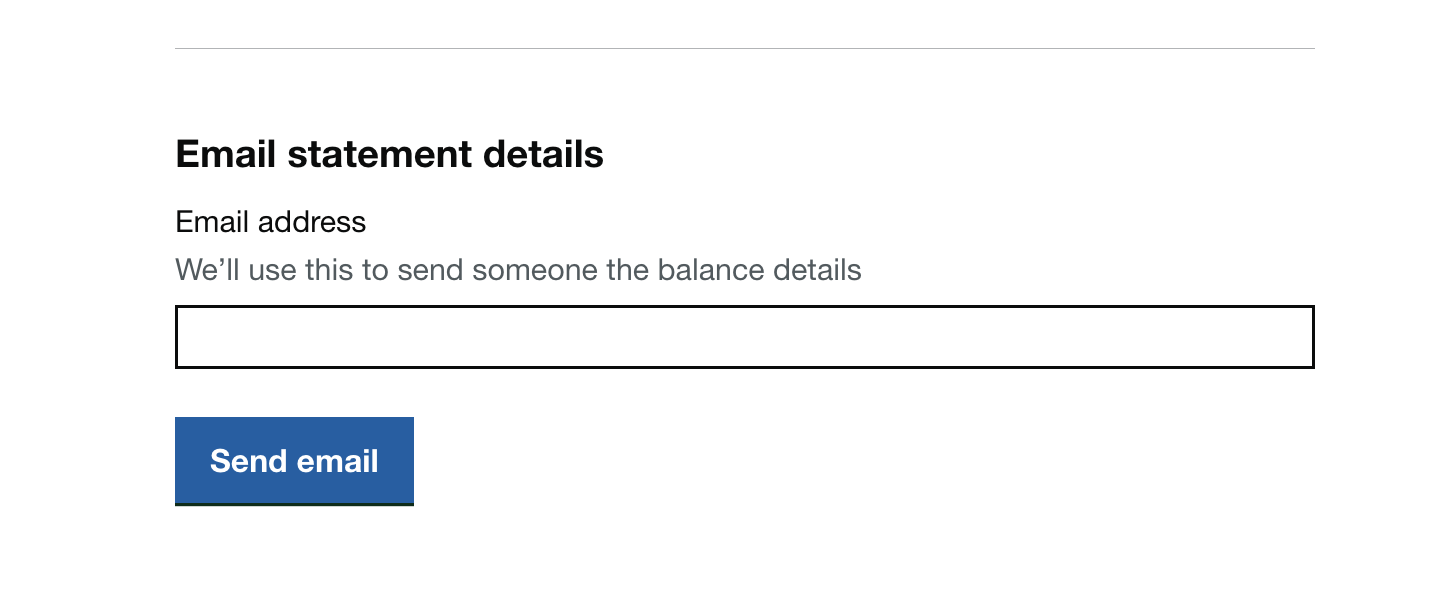 Email statement details
Email address
We’ll use this to send someone the balance details
Send email